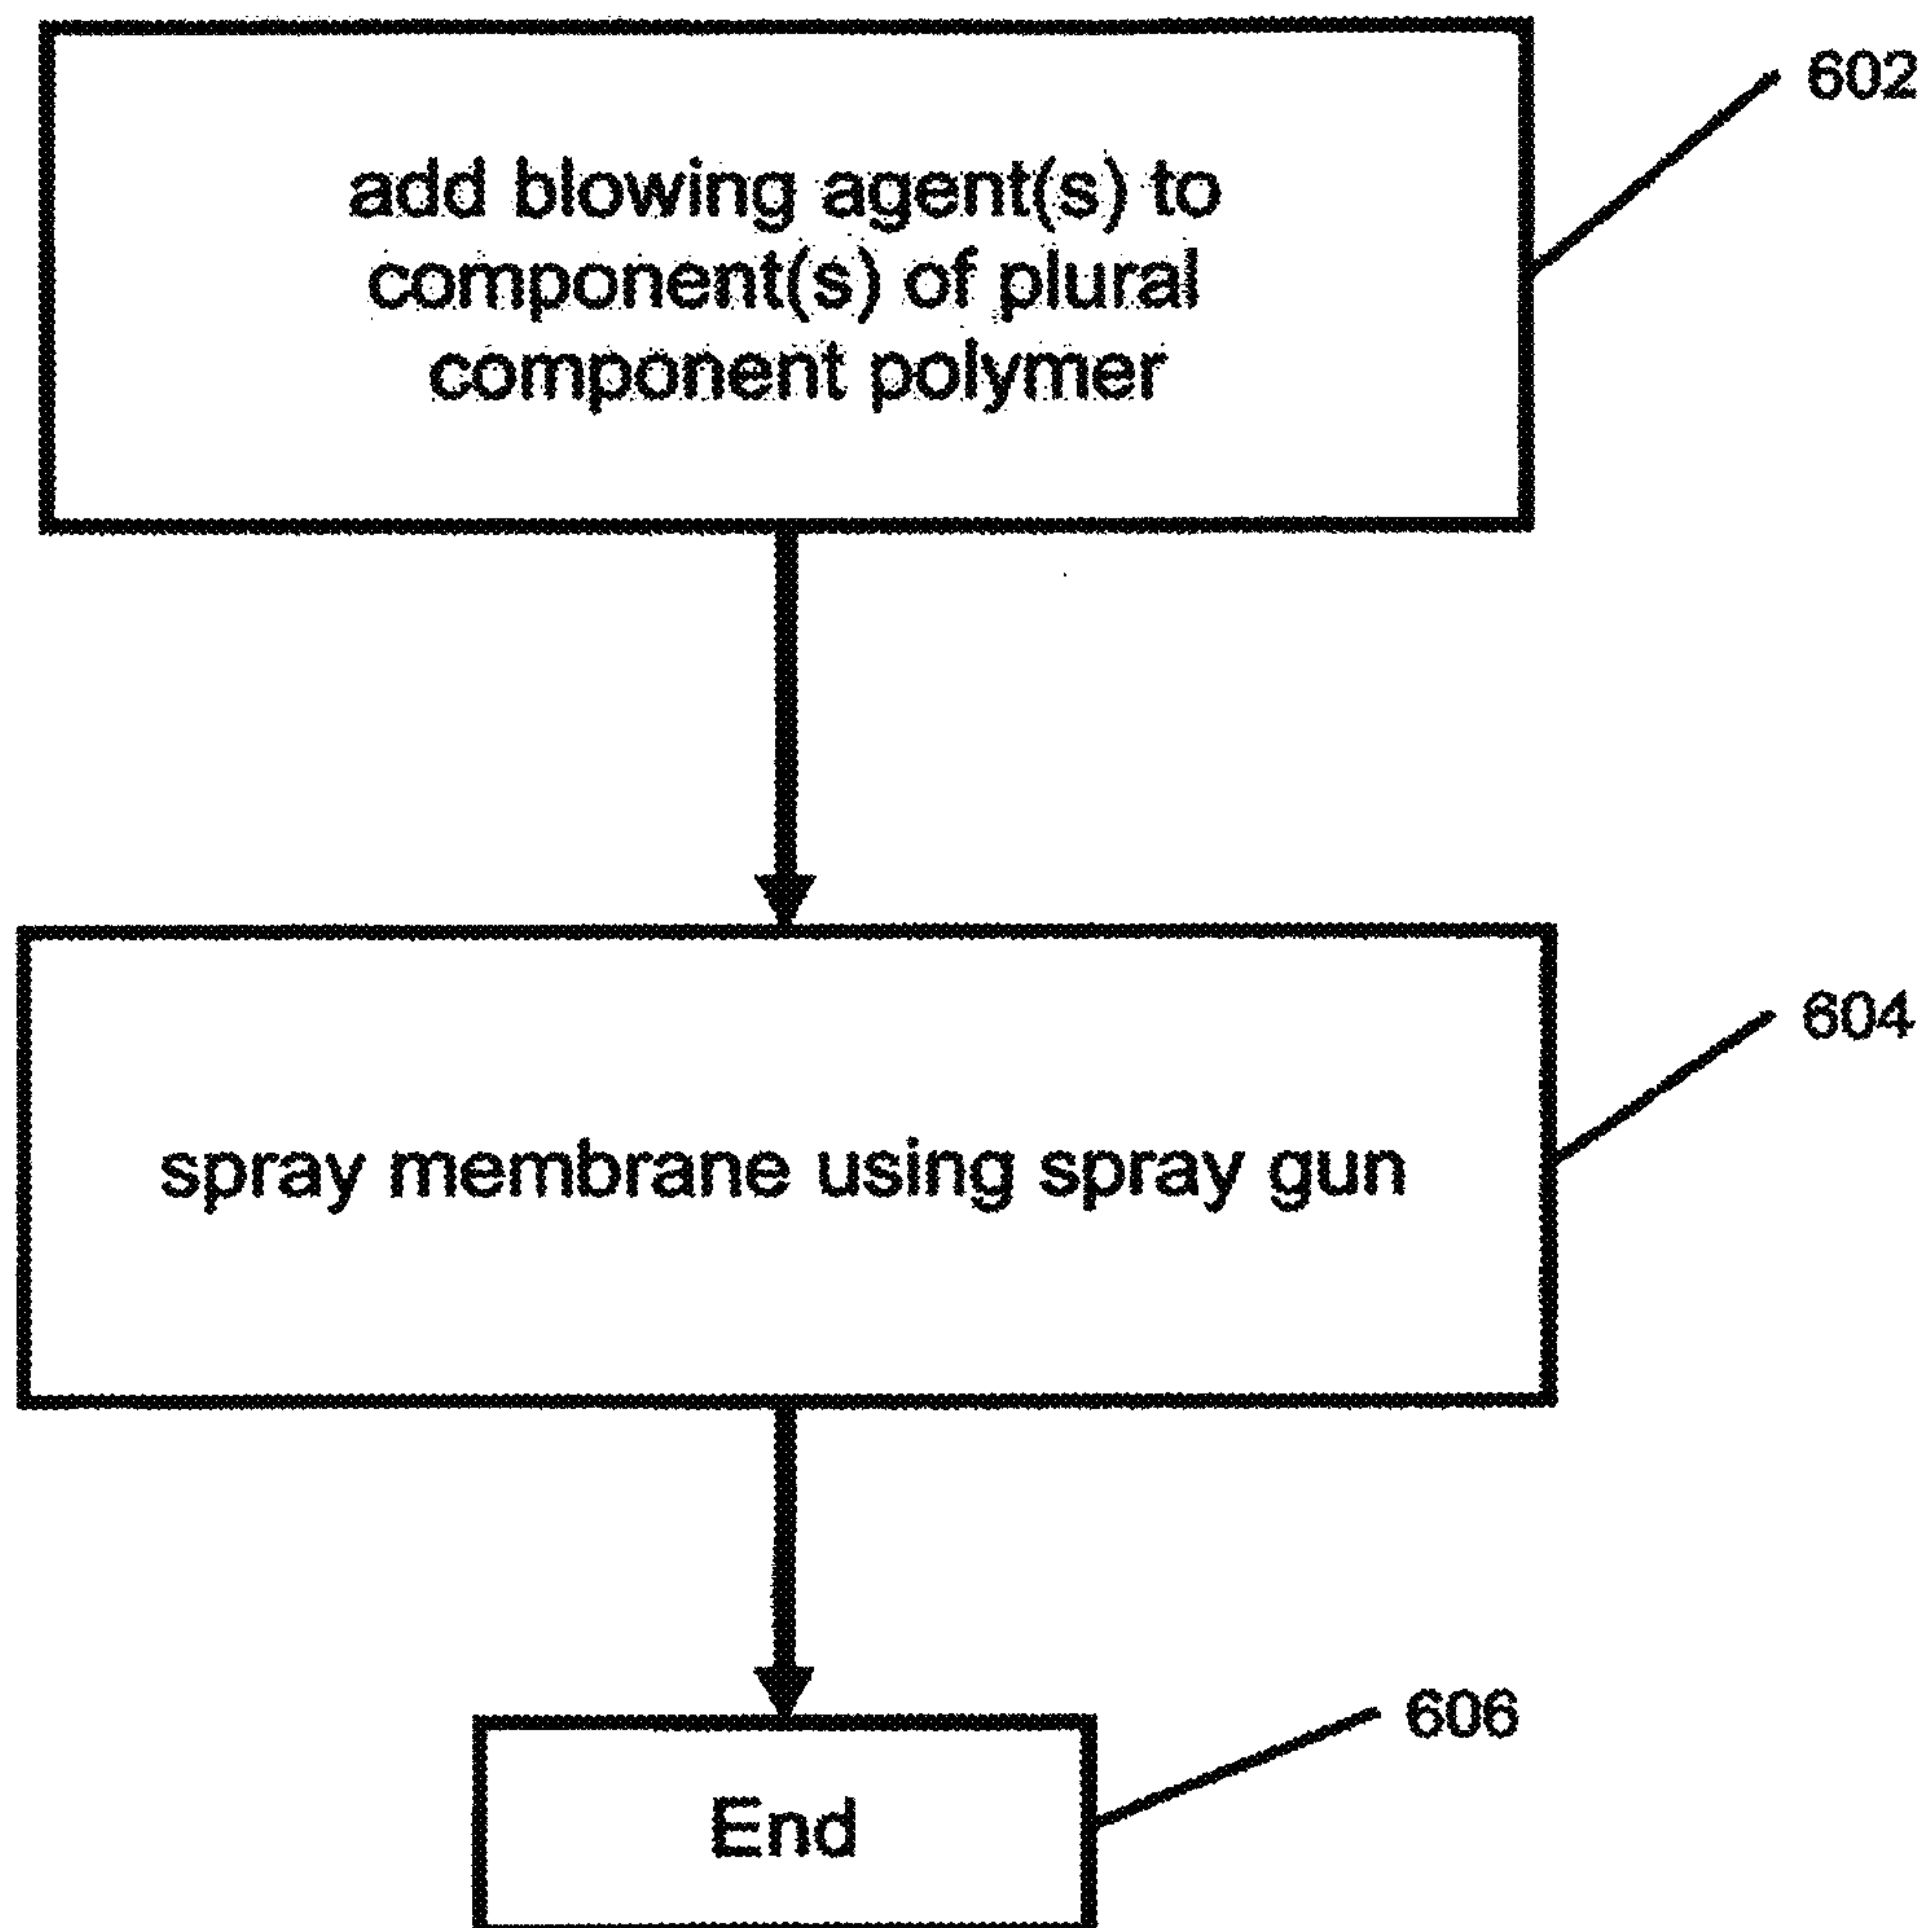 602
add blowing agent(s) to
component(s) of plural
component polymer
604
spray membrane using spray gun
606
End